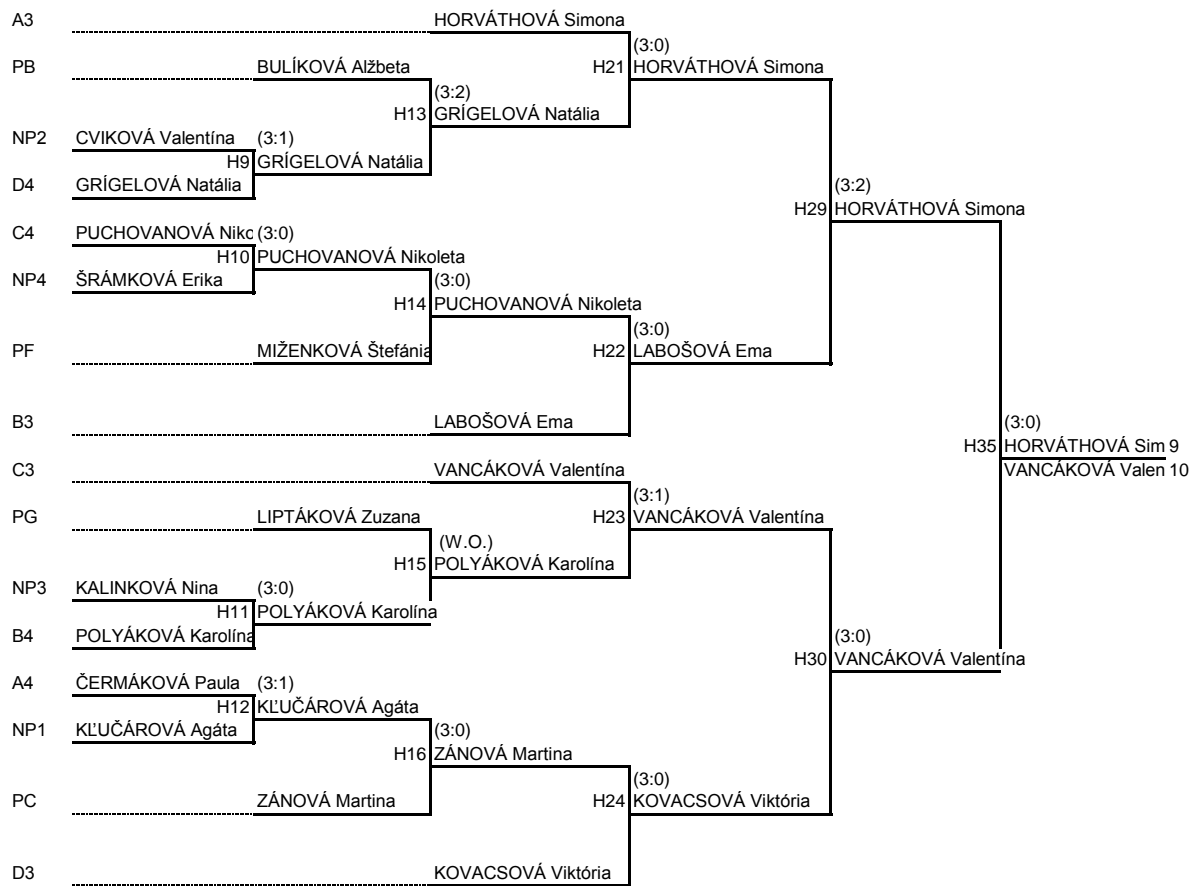 A3 HORVÁTHOVÁ Simona
(3:0)
PB BULÍKOVÁ Alžbeta H21 HORVÁTHOVÁ Simona
(3:2)
H13 GRÍGELOVÁ Natália
NP2 CVIKOVÁ Valentína (3:1)
H9 GRÍGELOVÁ Natália
D4 GRÍGELOVÁ Natália (3:2)
H29 HORVÁTHOVÁ Simona
C4 PUCHOVANOVÁ Niko (3:0)
H10 PUCHOVANOVÁ Nikoleta
NP4 ŠRÁMKOVÁ Erika (3:0)
H14 PUCHOVANOVÁ Nikoleta
(3:0)
PF MIŽENKOVÁ Štefánia H22 LABOŠOVÁ Ema
B3 LABOŠOVÁ Ema (3:0)
H35 HORVÁTHOVÁ Sim 9
C3 VANCÁKOVÁ Valentína VANCÁKOVÁ Valen 10
(3:1)
PG LIPTÁKOVÁ Zuzana H23 VANCÁKOVÁ Valentína
(W.O.)
H15 POLYÁKOVÁ Karolína
NP3 KALINKOVÁ Nina (3:0)
H11 POLYÁKOVÁ Karolína
B4 POLYÁKOVÁ Karolína (3:0)
H30 VANCÁKOVÁ Valentína
A4 ČERMÁKOVÁ Paula (3:1)
H12 KĽUČÁROVÁ Agáta
NP1 KĽUČÁROVÁ Agáta (3:0)
H16 ZÁNOVÁ Martina
(3:0)
PC ZÁNOVÁ Martina H24 KOVACSOVÁ Viktória
D3 KOVACSOVÁ Viktória